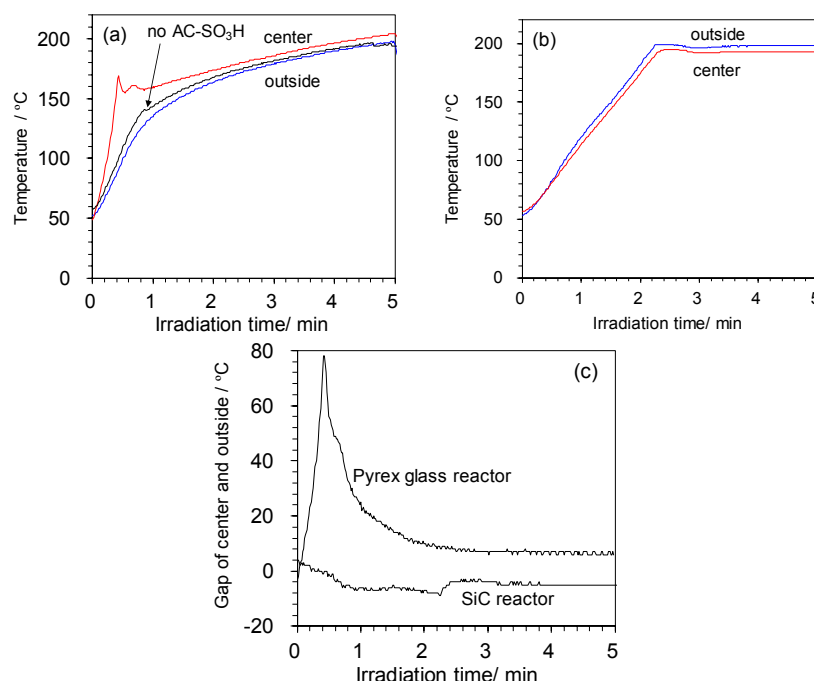 (a)
no AC-SO₃H
center
outside
200
150
100
50
0
Temperature / °C
0 1 2 3 4 5
Irradiation time/ min
(b)
outside
center
200
150
100
50
0
Temperature / °C
0 1 2 3 4 5
Irradiation time/ min
(c)
80
60
40
20
0
-20
Gap of center and outside / °C
Pyrex glass reactor
SiC reactor
0 1 2 3 4 5
Irradiation time/ min